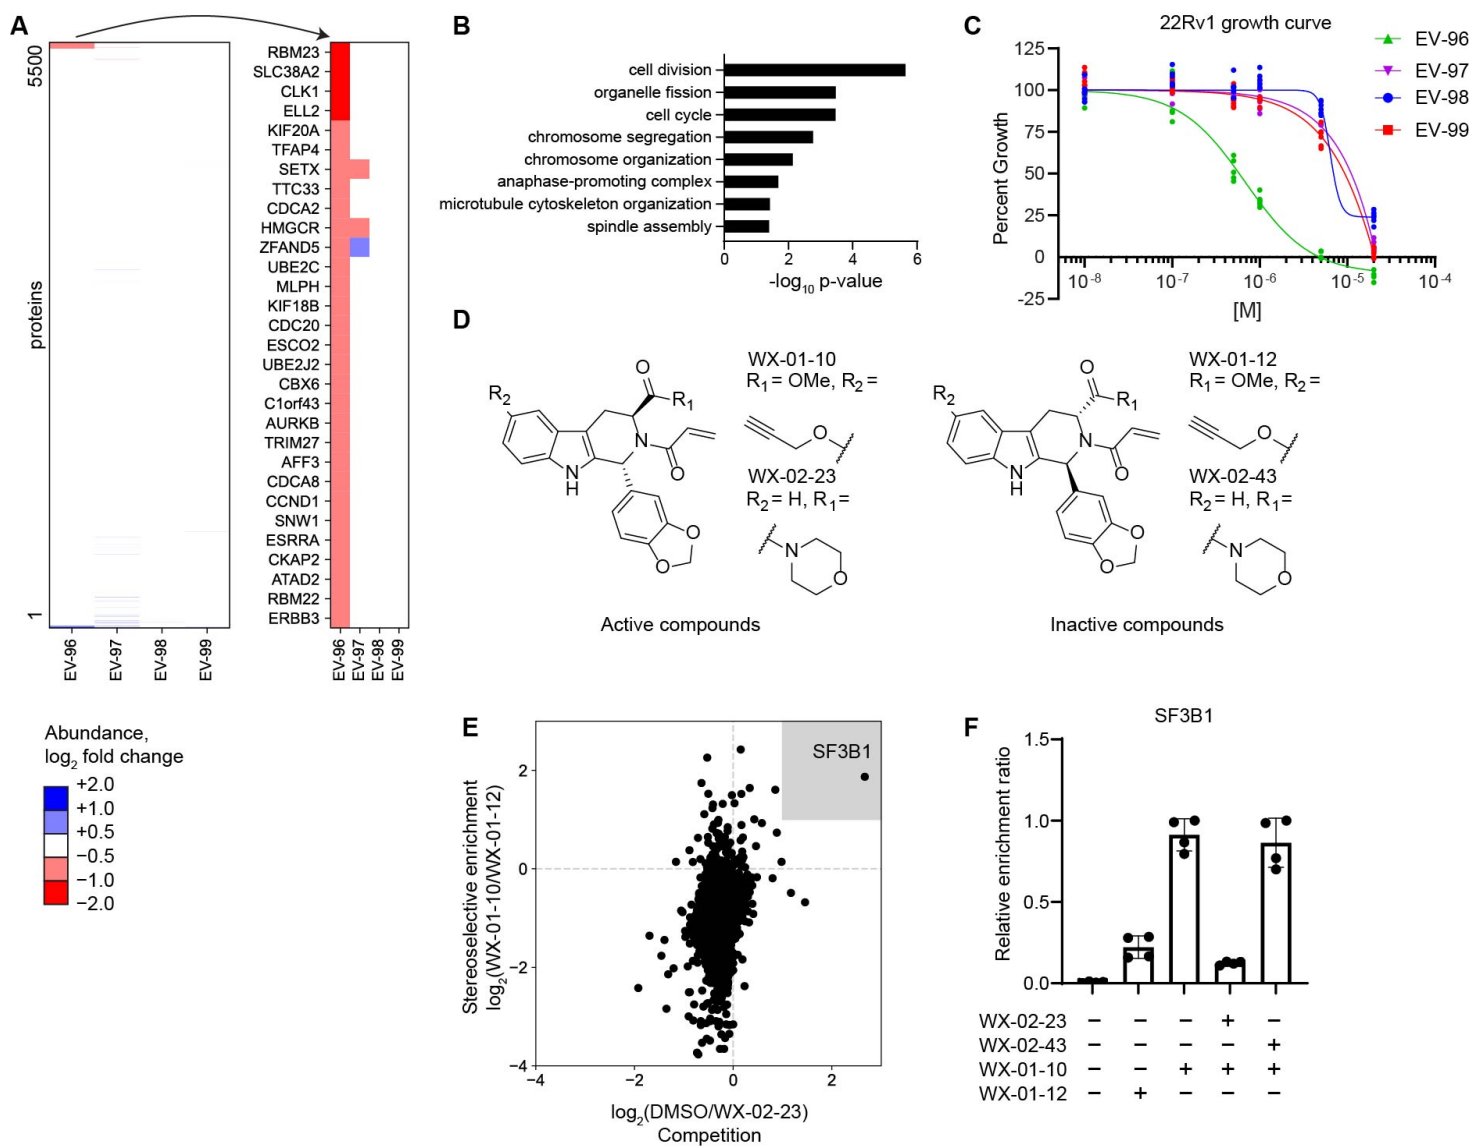 A
5500
1
proteins
EV-96
EV-97
EV-98
EV-99
RBM23
SLC38A2
CLK1
ELL2
KIF20A
TFAP4
SETX
TTC33
CDCA2
HMGCR
ZFAND5
UBE2C
MLPH
KIF18B
CDC20
ESCO2
UBE2J2
CBX6
C1orf43
AURKB
TRIM27
AFF3
CDCA8
CCND1
SNW1
ESRRA
CKAP2
ATAD2
RBM22
ERBB3
EV-96
EV-97
EV-98
EV-99
Abundance,
log2 fold change
+2.0
+1.0
+0.5
−0.5
−1.0
−2.0
B
cell division
organelle fission
cell cycle
chromosome segregation
chromosome organization
anaphase-promoting complex
microtubule cytoskeleton organization
spindle assembly
0 2 4 6
-log10 p-value
C
22Rv1 growth curve
EV-96
EV-97
EV-98
EV-99
Percent Growth
125
100
75
50
25
0
-25
10-8 10-7 10-6 10-5 10-4
[M]
D
R2
O
R1
N
O
N
H
O
O
WX-01-10
R1= OMe, R2=
O
WX-02-23
R2= H, R1=
N
O
Active compounds
R2
O
R1
N
O
N
H
O
O
WX-01-12
R1= OMe, R2=
O
WX-02-43
R2= H, R1=
N
O
Inactive compounds
E
Stereoselective enrichment
log2(WX-01-10/WX-01-12)
2
0
−2
−4
SF3B1
−4 −2 0 2
log2(DMSO/WX-02-23)
Competition
F
SF3B1
Relative enrichment ratio
1.5
1.0
0.5
0.0
WX-02-23 − − − + −
WX-02-43 − − − − +
WX-01-10 − − + + +
WX-01-12 − + − − −